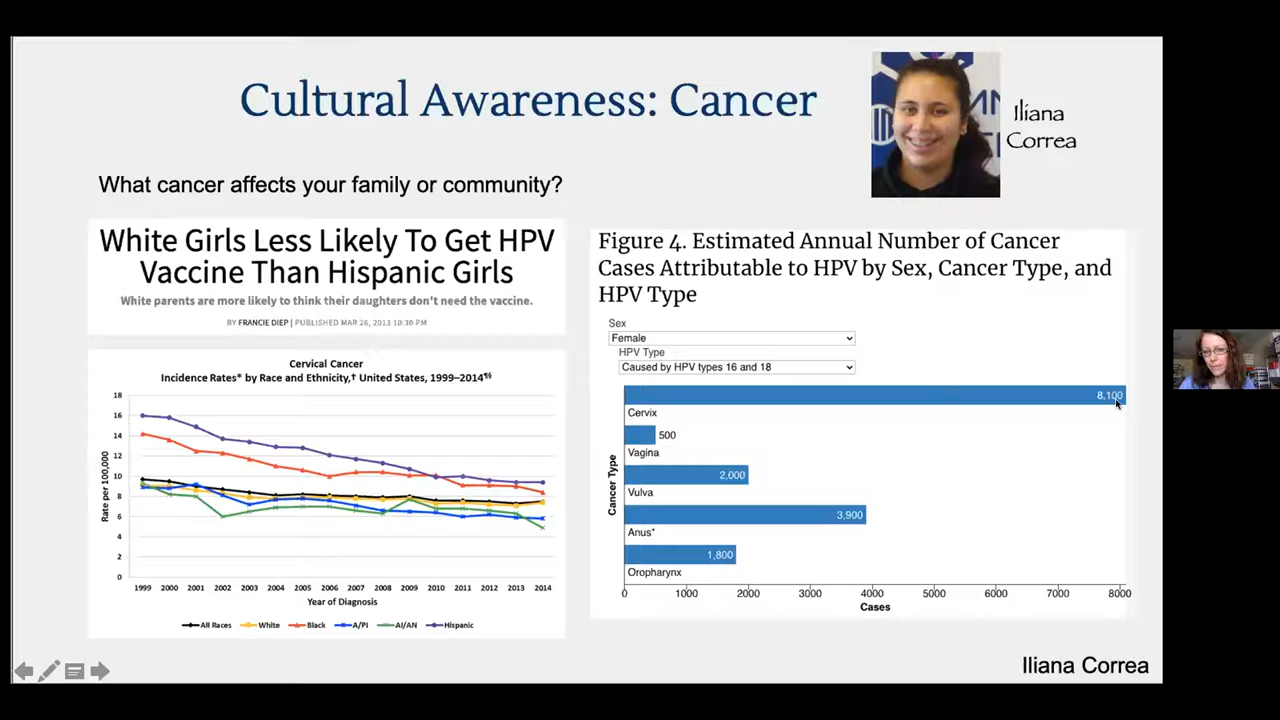 Cultural Awareness: Cancer
Iliana
Correa
What cancer affects your family or community?
White Girls Less Likely To Get HPV
Vaccine Than Hispanic Girls
White parents are more likely to think their daughters don't need the vaccine.
BY FRANCIE DIEP | PUBLISHED MAR 26, 2013 10:30 PM
Cervical Cancer
Incidence Rates* by Race and Ethnicity,† United States, 1999–2014¶§
Rate per 100,000
18
16
14
12
10
8
6
4
2
0
1999 2000 2001 2002 2003 2004 2005 2006 2007 2008 2009 2010 2011 2012 2013 2014
Year of Diagnosis
All Races White Black A/PI AI/AN Hispanic
Figure 4. Estimated Annual Number of Cancer
Cases Attributable to HPV by Sex, Cancer Type, and
HPV Type
Sex
Female
HPV Type
Caused by HPV types 16 and 18
Cancer Type
8,100
Cervix
500
Vagina
2,000
Vulva
3,900
Anus*
1,800
Oropharynx
0 1000 2000 3000 4000 5000 6000 7000 8000
Cases
Iliana Correa